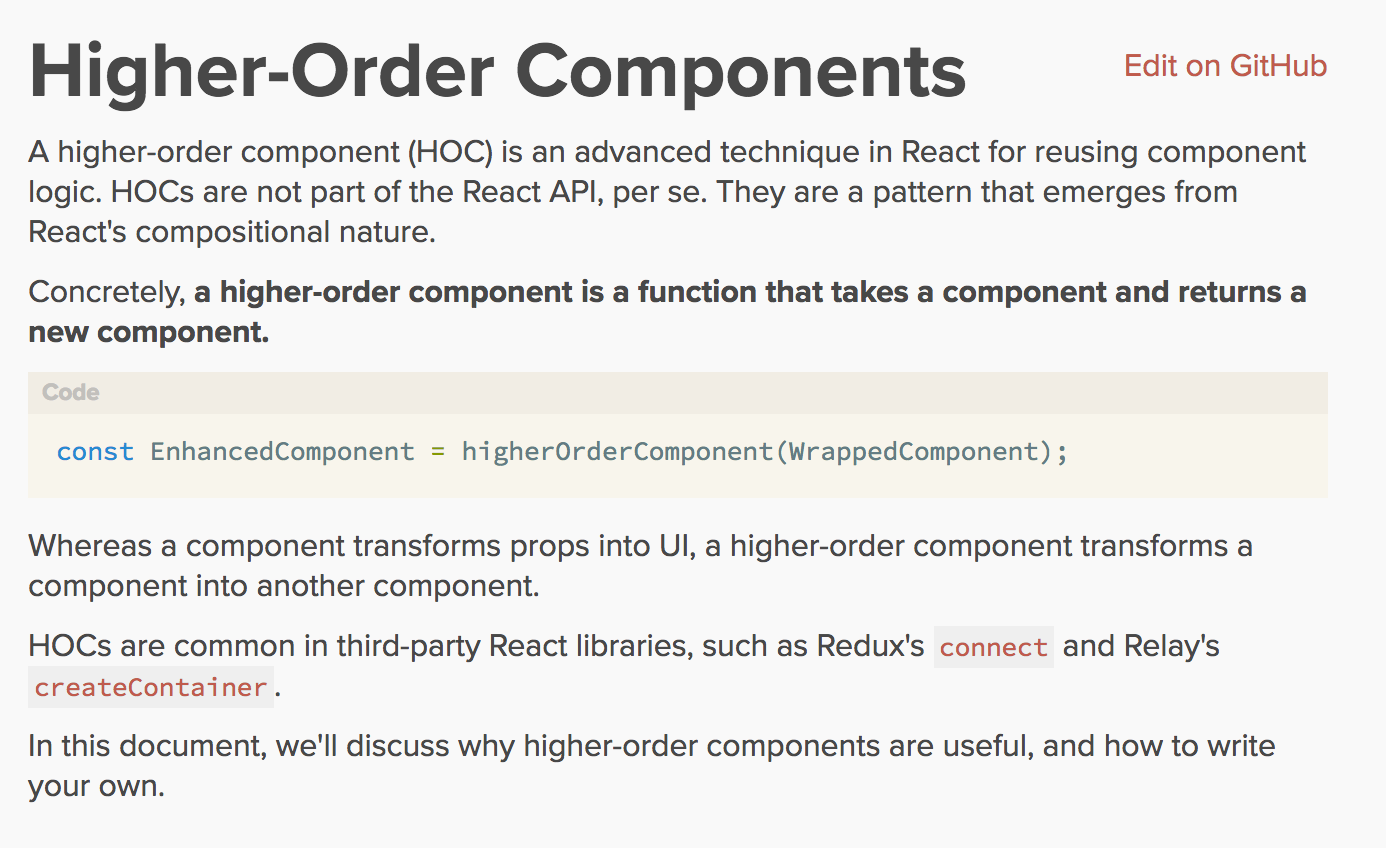 Higher-Order Components
Edit on GitHub
A higher-order component (HOC) is an advanced technique in React for reusing component
logic. HOCs are not part of the React API, per se. They are a pattern that emerges from
React's compositional nature.
Concretely, a higher-order component is a function that takes a component and returns a
new component.
Code
const EnhancedComponent = higherOrderComponent(WrappedComponent);
Whereas a component transforms props into UI, a higher-order component transforms a
component into another component.
HOCs are common in third-party React libraries, such as Redux's connect and Relay's
createContainer.
In this document, we'll discuss why higher-order components are useful, and how to write
your own.